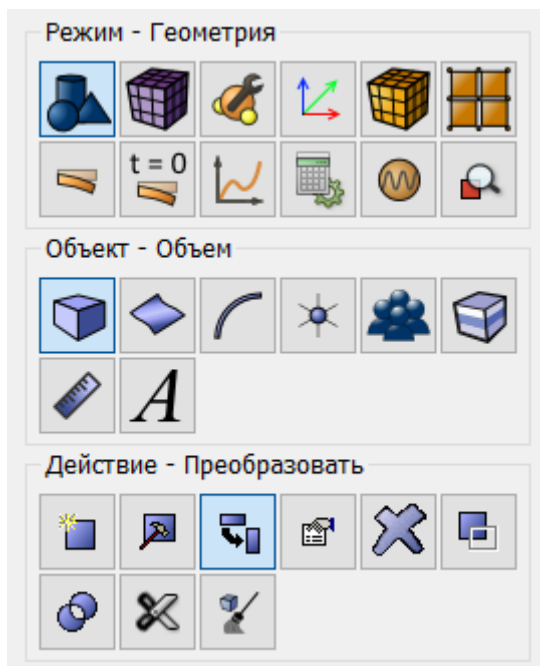 Режим - Геометрия
t = 0
Объект - Объем
A
Действие - Преобразовать